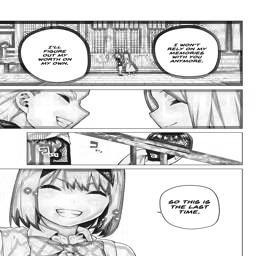 I WON'T
RELY ON MY
MEMORIES
WITH YOU
ANYMORE.
I'LL
FIGURE
OUT MY
WORTH ON
MY OWN.
SO THIS IS
THE LAST
TIME.